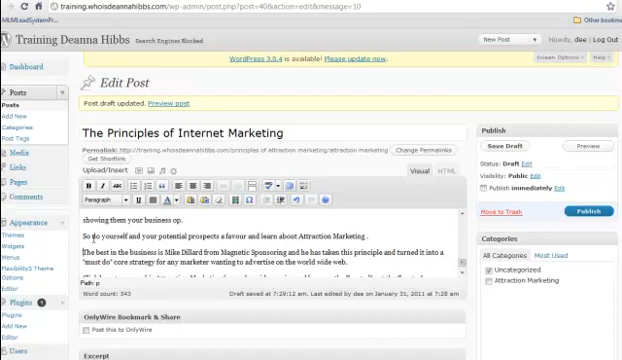 training.whoisdeannahibbs.com/wp-admin/post.php?post=40&action=edit&message=10
MLMLeadSystemPr...
Other bookma
Training Deanna Hibbs
Search Engines Blocked
New Post
Howdy, dee | Log Out
WordPress 3.0.4 is available! Please update now.
Screen Options
Help
Dashboard
Posts
Posts
Add New
Categories
Post Tags
Media
Links
Pages
Comments
Appearance
Themes
Widgets
Menus
Flexibility3 Theme
Options
Editor
Plugins
Plugins
Add New
Editor
Users
Edit Post
Post draft updated. Preview post
The Principles of Internet Marketing
Permalink: http://training.whoisdeannahibbs.com/principles of attraction marketing/attraction marketing
Change Permalinks
Get Shortlink
Upload/Insert
Visual
HTML
B I ABC
Paragraph
showing them your business op.
So do yourself and your potential prospects a favour and learn about Attraction Marketing .
The best in the business is Mike Dillard from Magnetic Sponsoring and he has taken this principle and turned it into a
"must do" core strategy for any marketer wanting to advertise on the world wide web.
Path: p
Word count: 343
Draft saved at 7:29:12 am. Last edited by dee on January 31, 2011 at 7:28 am
OnlyWire Bookmark & Share
Post this to OnlyWire
Excerpt
Publish
Save Draft
Preview
Status: Draft Edit
Visibility: Public Edit
Publish immediately Edit
Move to Trash
Publish
Categories
All Categories
Most Used
Uncategorized
Attraction Marketing